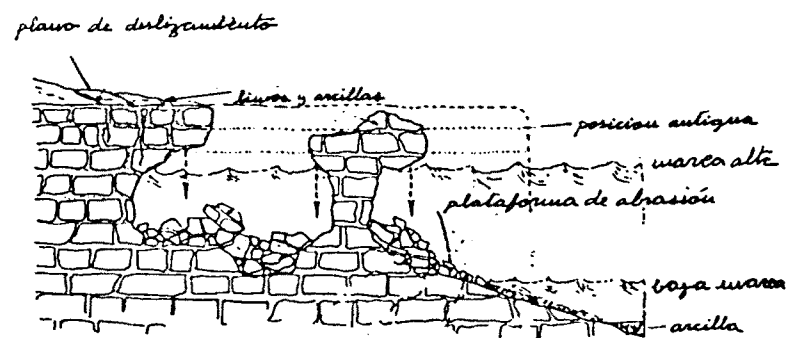 plano de deslizamiento
limos y arcillas
posicion antigua
marea alta
plataforma de abrasión
baja marea
arcilla